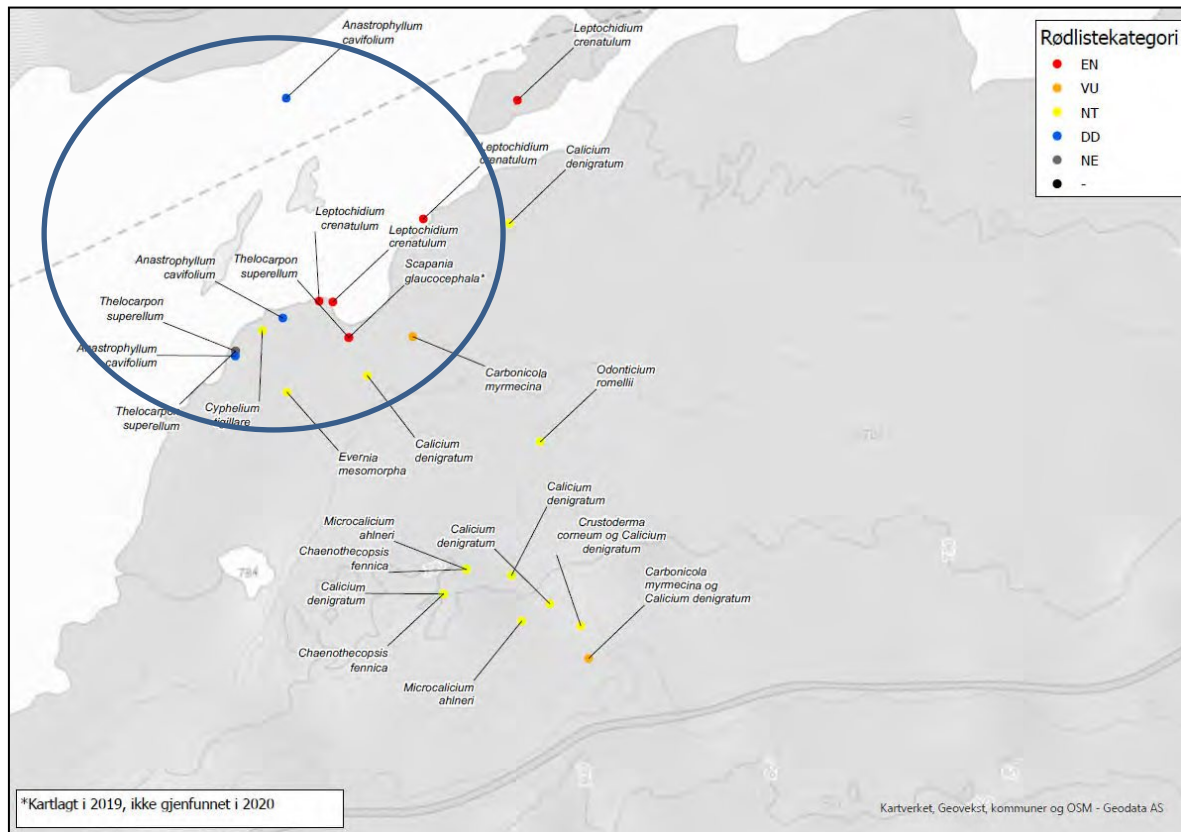 Anastrophyllum
cavifolium
Leptochidium
crenatulum
Rødlistekategori
EN
VU
NT
DD
NE
-
Leptochidium
crenatulum
Calicium
denigratum
Leptochidium
crenatulum
Leptochidium
crenatulum
Anastrophyllum
cavifolium
Thelocarpon
superellum
Scapania
glaucocephala*
Thelocarpon
superellum
Anastrophyllum
cavifolium
Carbonicola
myrmecina
Odonticium
romellii
Thelocarpon
superellum
Cyphelium
tigillare
Evernia
mesomorpha
Calicium
denigratum
Calicium
denigratum
Microcalicium
ahlneri
Calicium
denigratum
Crustoderma
corneum og Calicium
denigratum
Chaenothecopsis
fennica
784
Calicium
denigratum
Carbonicola
myrmecina og
Calicium denigratum
Chaenothecopsis
fennica
Microcalicium
ahlneri
*Kartlagt i 2019, ikke gjenfunnet i 2020
Kartverket, Geovekst, kommuner og OSM - Geodata AS